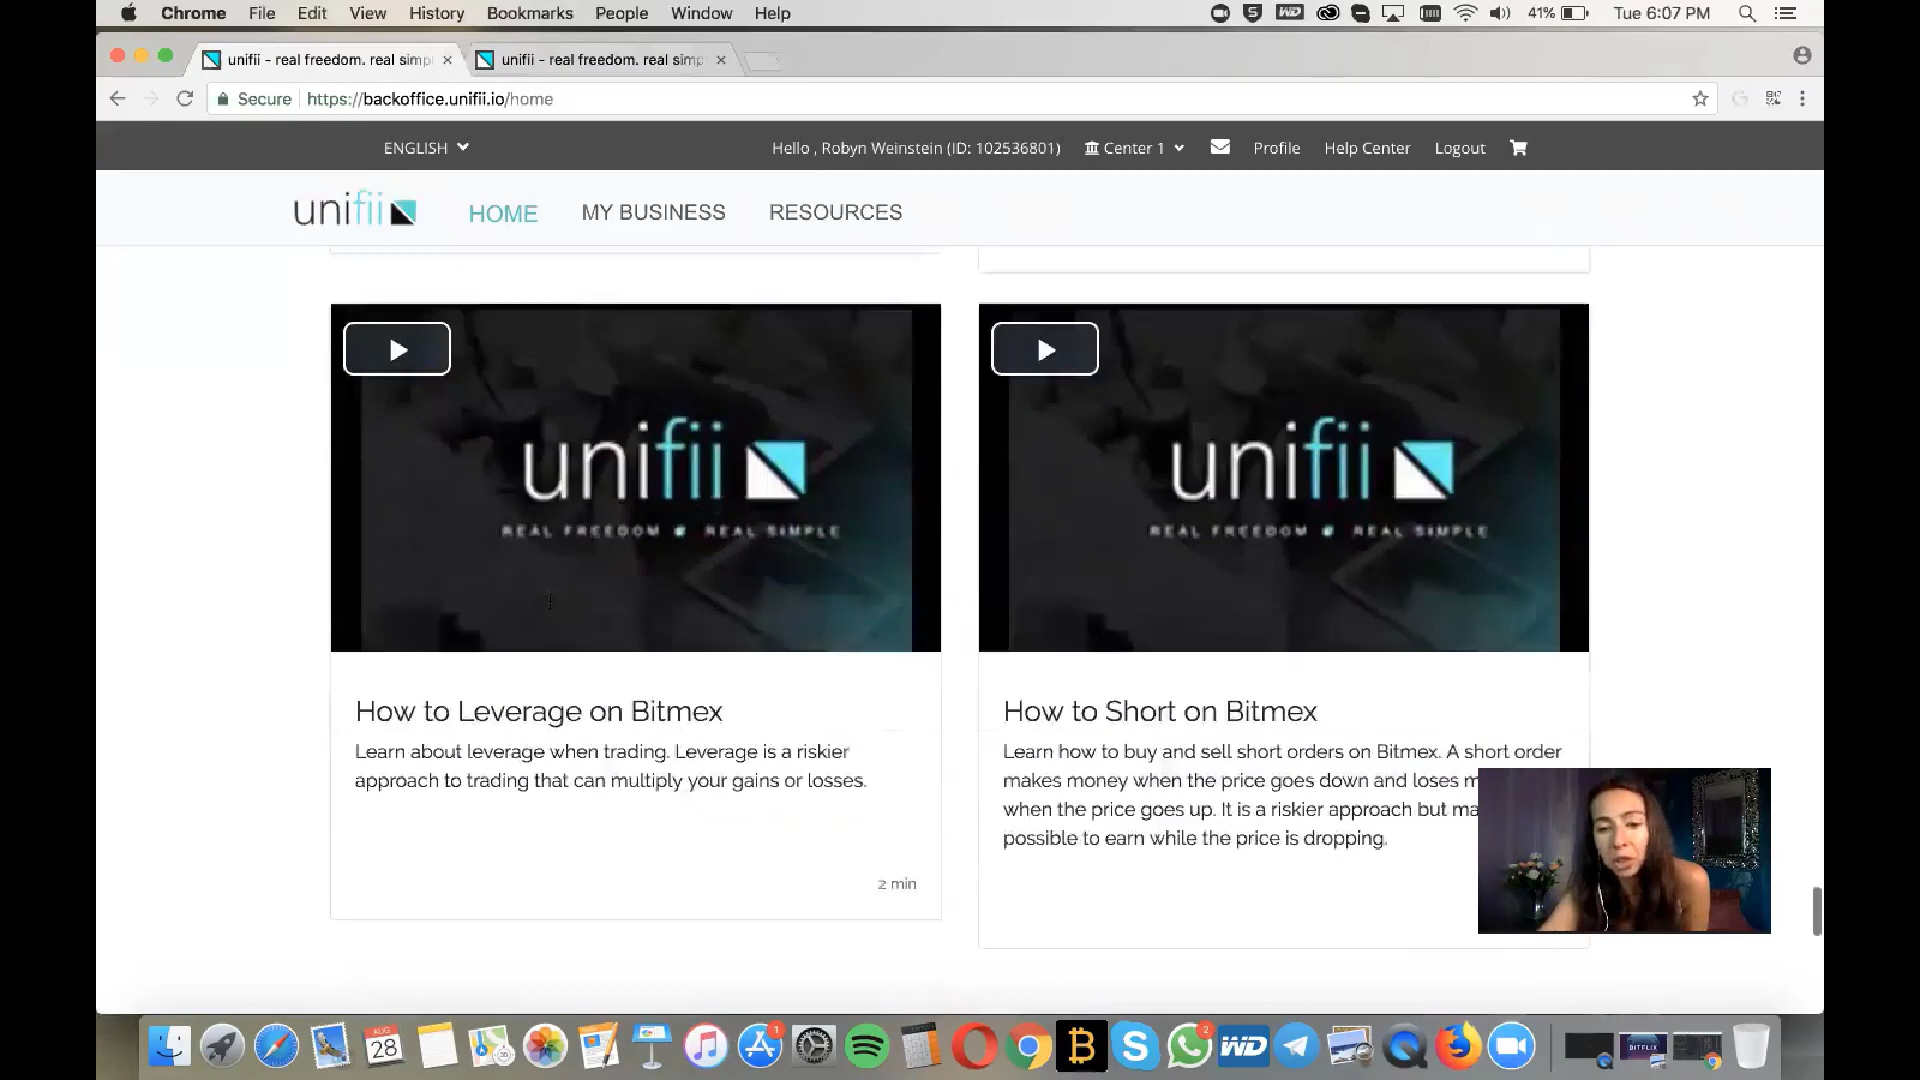 Chrome File Edit View History Bookmarks People Window Help
41% Tue 6:07 PM
unifii - real freedom. real simp
unifii - real freedom. real simp
Secure https://backoffice.unifii.io/home
ENGLISH
Hello , Robyn Weinstein (ID: 102536801) Center 1 Profile Help Center Logout
unifii HOME MY BUSINESS RESOURCES
unifii
REAL FREEDOM REAL SIMPLE
unifii
REAL FREEDOM REAL SIMPLE
How to Leverage on Bitmex
Learn about leverage when trading. Leverage is a riskier
approach to trading that can multiply your gains or losses.
2 min
How to Short on Bitmex
Learn how to buy and sell short orders on Bitmex. A short order
makes money when the price goes down and loses m
when the price goes up. It is a riskier approach but ma
possible to earn while the price is dropping.
AUG
28
1
2
WD
BITFLIX